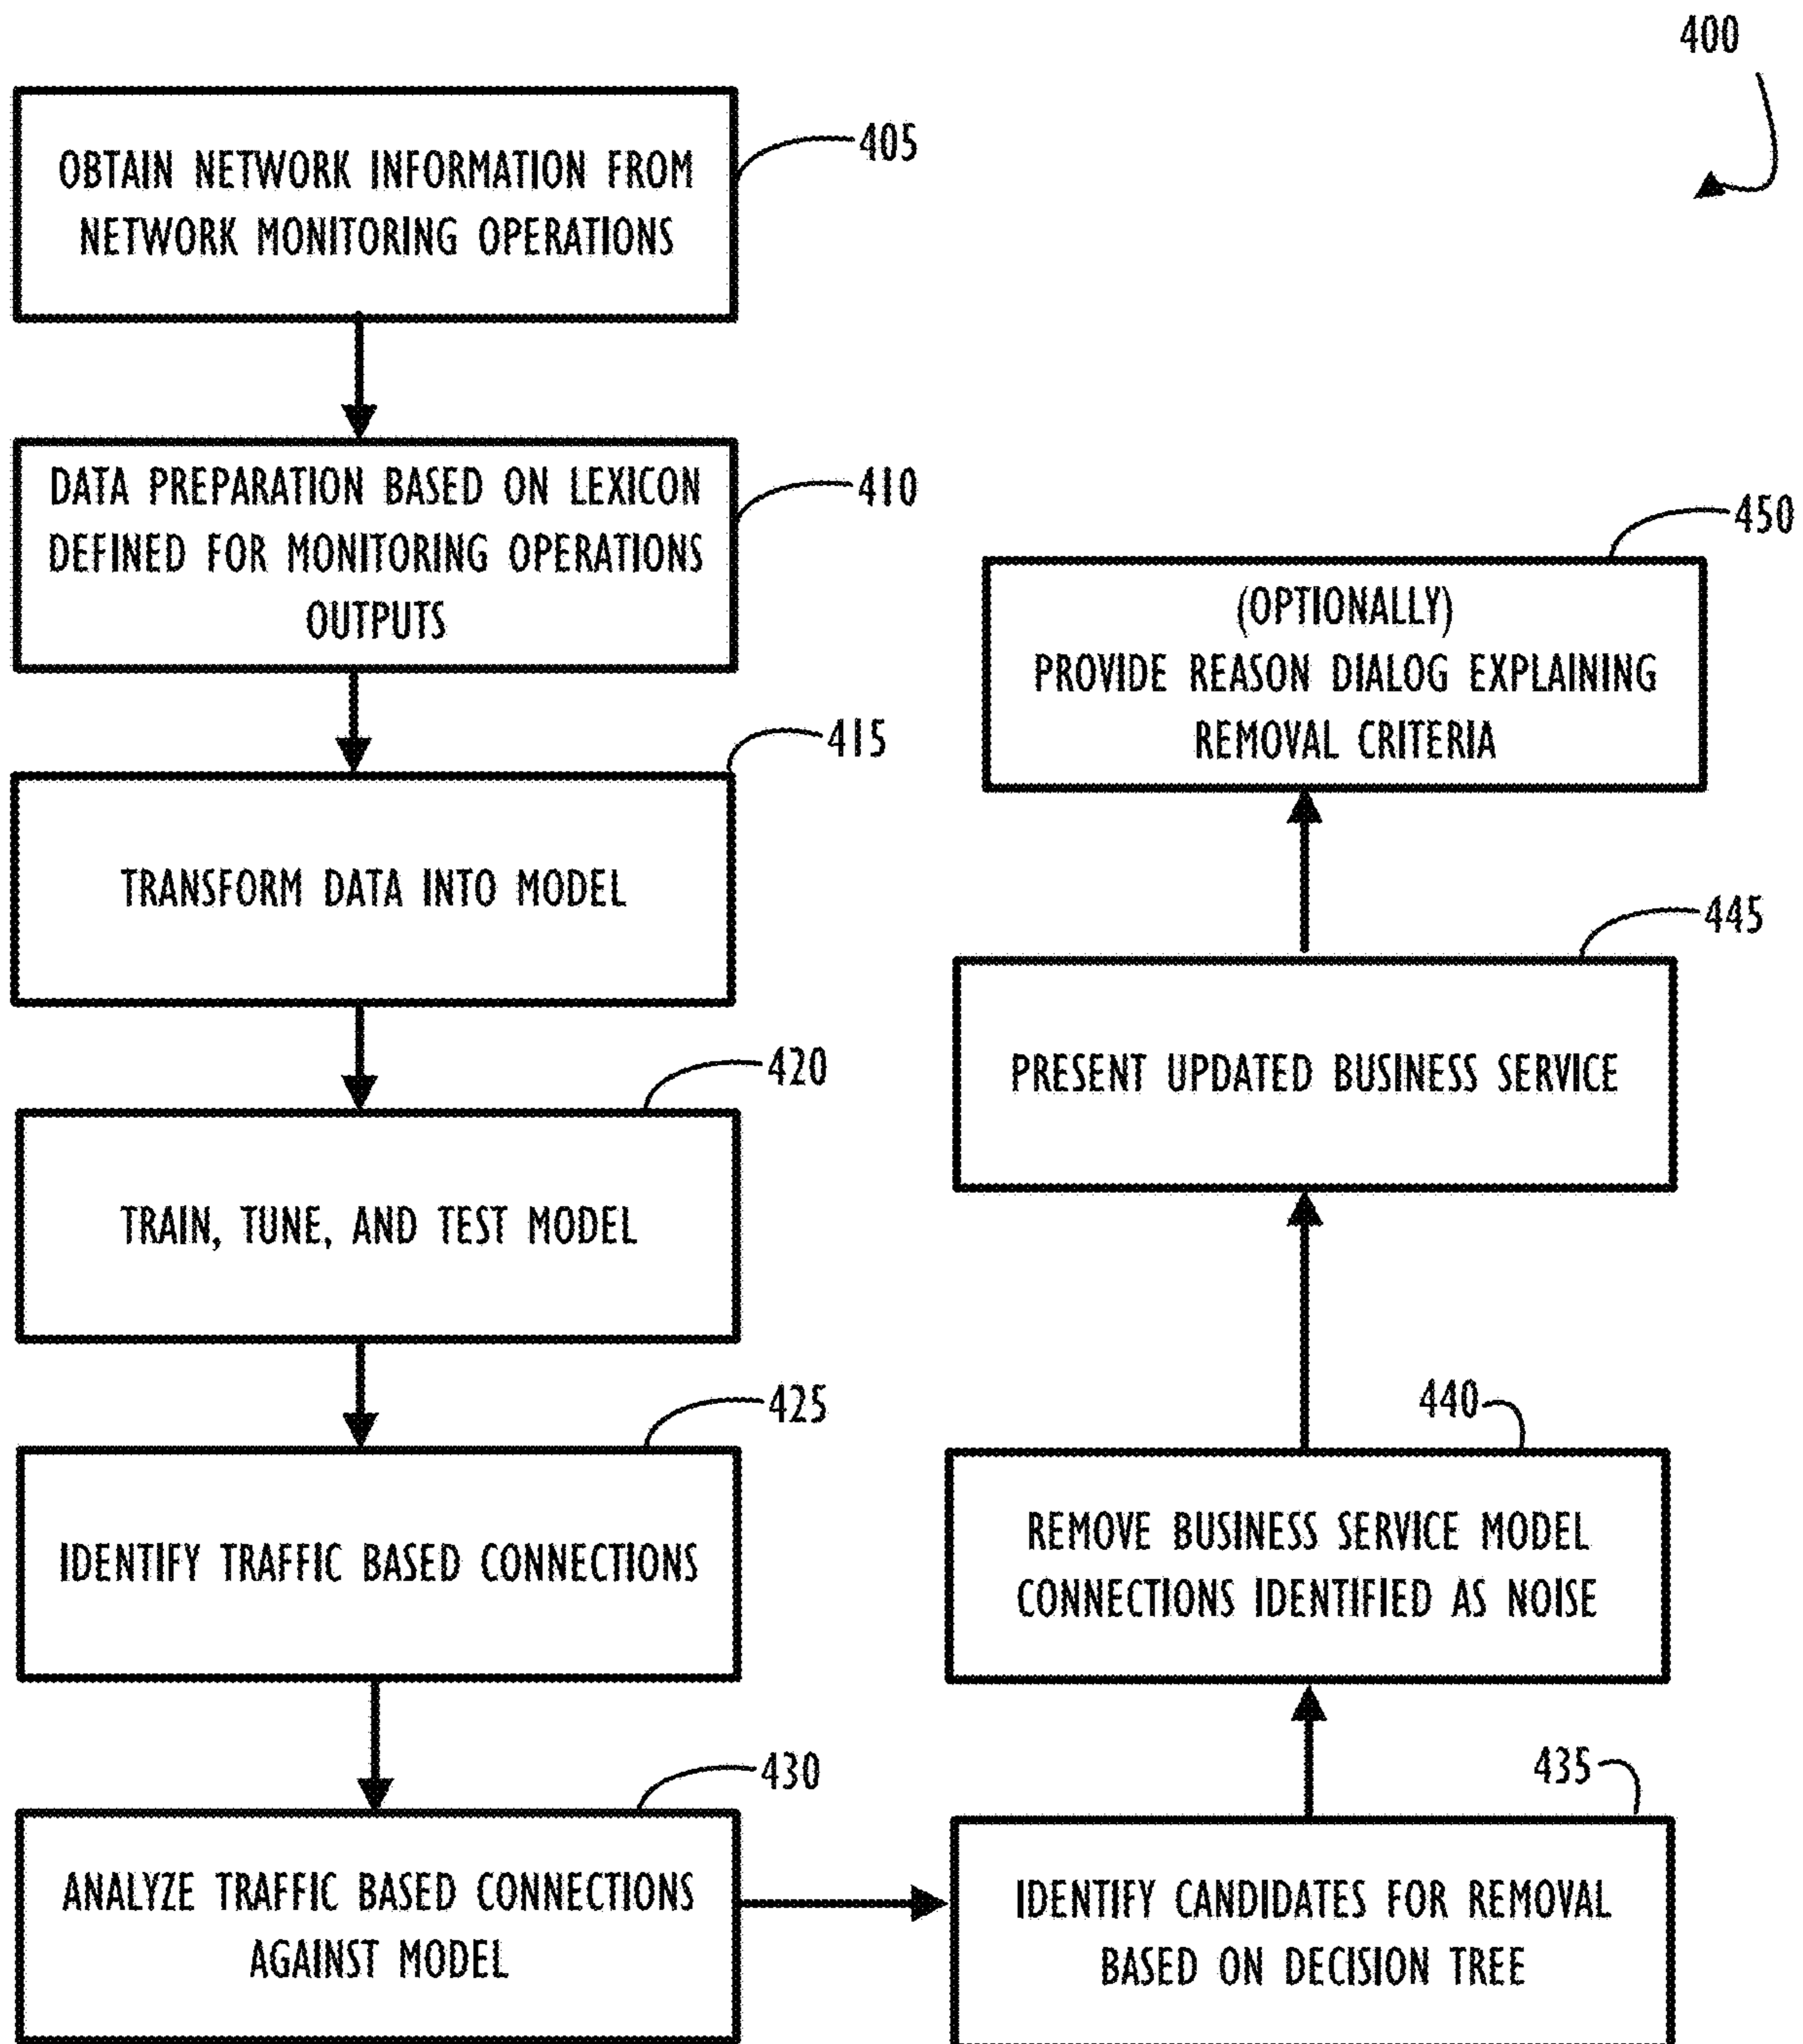 400
OBTAIN NETWORK INFORMATION FROM
NETWORK MONITORING OPERATIONS
405
DATA PREPARATION BASED ON LEXICON
DEFINED FOR MONITORING OPERATIONS
OUTPUTS
410
TRANSFORM DATA INTO MODEL
415
TRAIN, TUNE, AND TEST MODEL
420
IDENTIFY TRAFFIC BASED CONNECTIONS
425
ANALYZE TRAFFIC BASED CONNECTIONS
AGAINST MODEL
430
IDENTIFY CANDIDATES FOR REMOVAL
BASED ON DECISION TREE
435
REMOVE BUSINESS SERVICE MODEL
CONNECTIONS IDENTIFIED AS NOISE
440
PRESENT UPDATED BUSINESS SERVICE
445
(OPTIONALLY)
PROVIDE REASON DIALOG EXPLAINING
REMOVAL CRITERIA
450